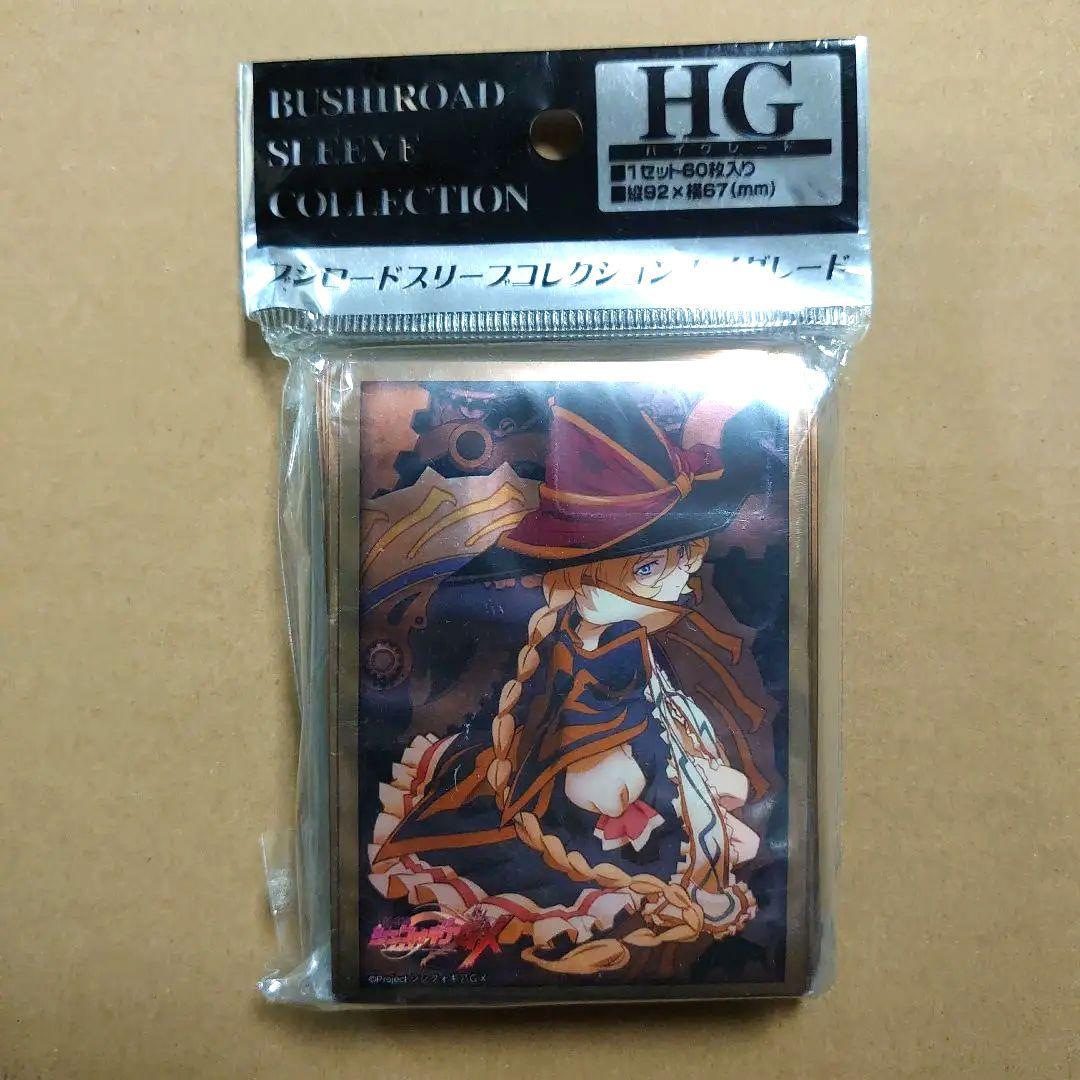 BUSHIROAD
SLEEVE
COLLECTION
HG
ハイグレード
■1セット60枚入り
■縦92×横67(mm)
ブシロードスリーブコレクション ハイグレード
GX
©Project シンフォギアGX